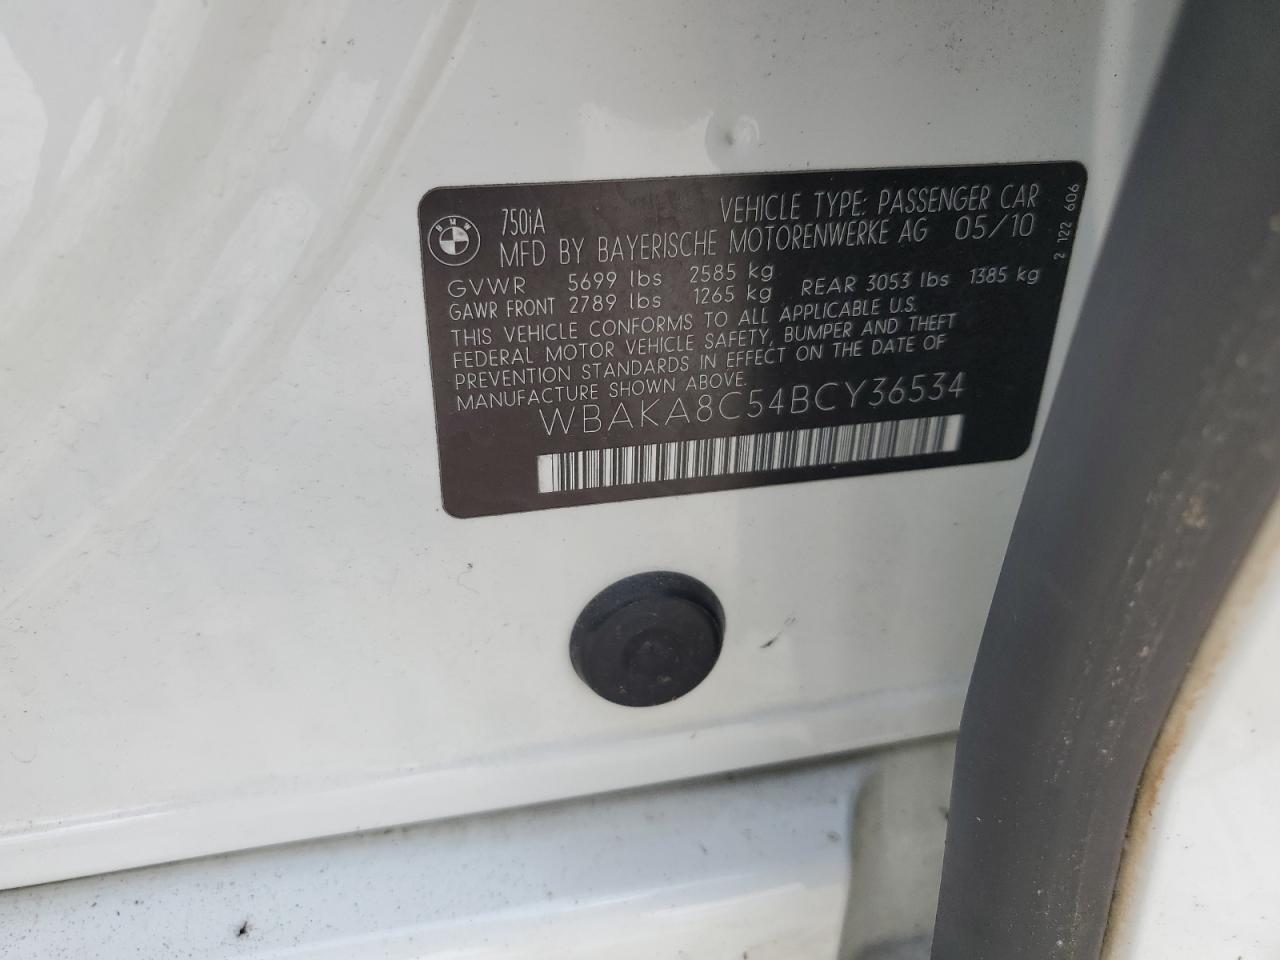 BMW
750iA VEHICLE TYPE: PASSENGER CAR
MFD BY BAYERISCHE MOTORENWERKE AG 05/10
GVWR 5699 lbs 2585 kg
GAWR FRONT 2789 lbs 1265 kg REAR 3053 lbs 1385 kg
THIS VEHICLE CONFORMS TO ALL APPLICABLE U.S.
FEDERAL MOTOR VEHICLE SAFETY, BUMPER AND THEFT
PREVENTION STANDARDS IN EFFECT ON THE DATE OF
MANUFACTURE SHOWN ABOVE.
WBAKA8C54BCY36534
2 122 606